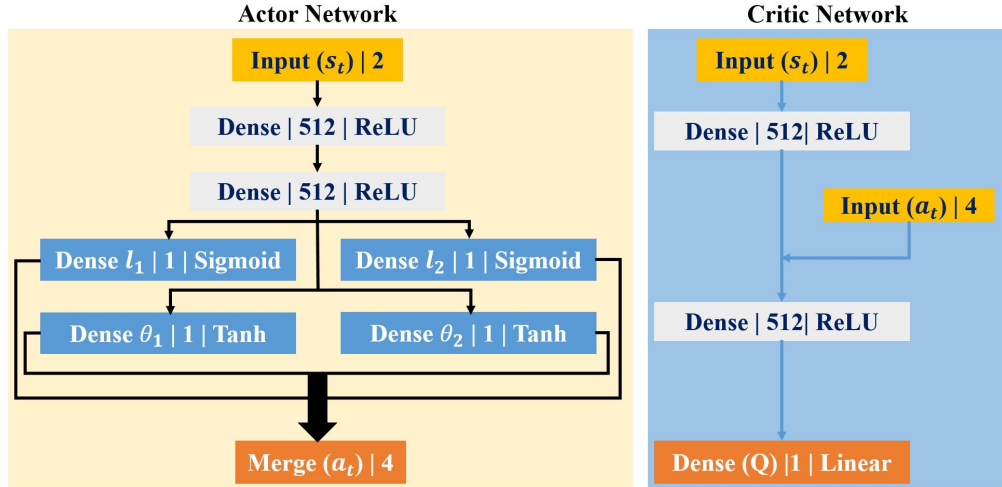 Actor Network
Input (s_t) | 2
Dense | 512 | ReLU
Dense | 512 | ReLU
Dense l_1 | 1 | Sigmoid
Dense l_2 | 1 | Sigmoid
Dense θ_1 | 1 | Tanh
Dense θ_2 | 1 | Tanh
Merge (a_t) | 4
Critic Network
Input (s_t) | 2
Dense | 512| ReLU
Input (a_t) | 4
Dense | 512| ReLU
Dense (Q) |1 | Linear